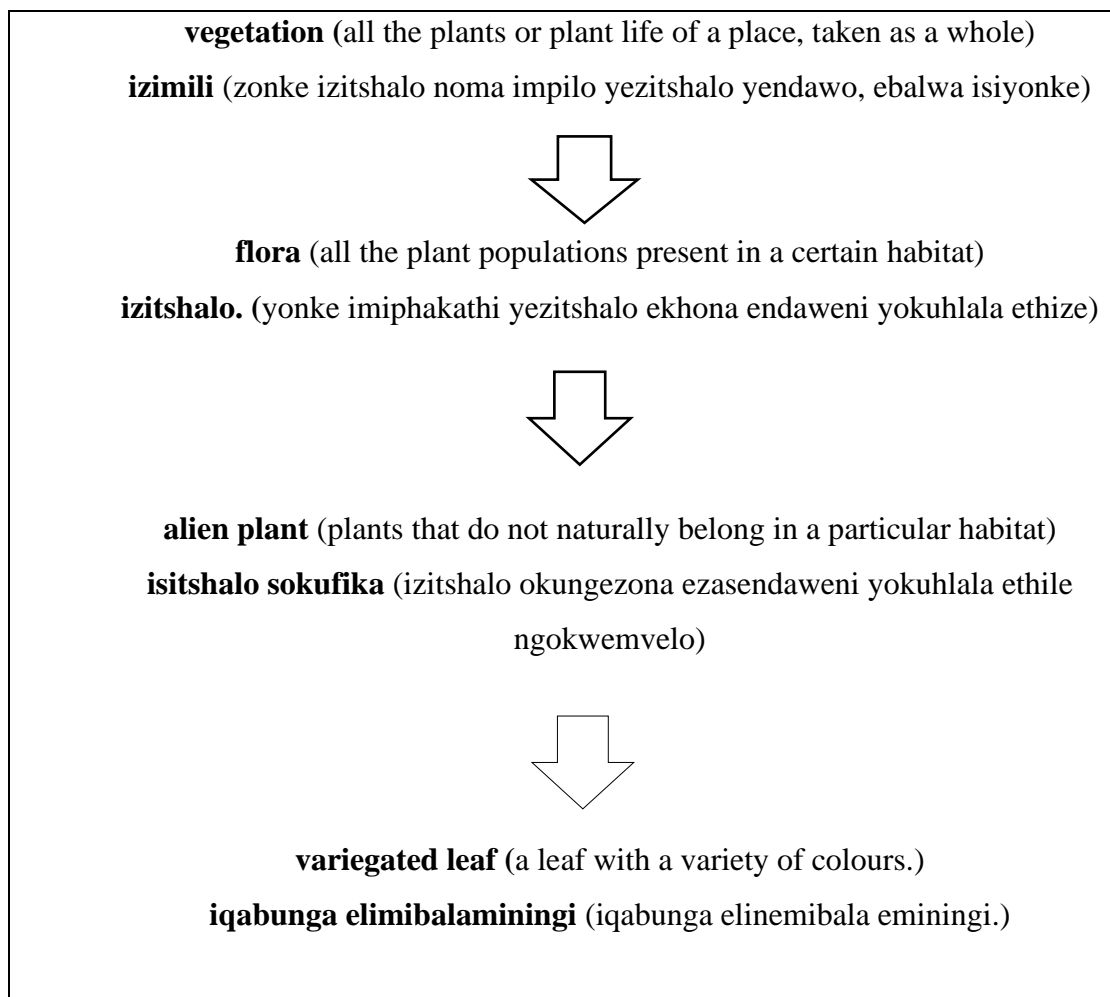 vegetation (all the plants or plant life of a place, taken as a whole)
izimili (zonke izitshalo noma impilo yezitshalo yendawo, ebalwa isiyonke)
flora (all the plant populations present in a certain habitat)
izitshalo. (yonke imiphakathi yezitshalo ekhona endaweni yokuhlala ethize)
alien plant (plants that do not naturally belong in a particular habitat)
isitshalo sokufika (izitshalo okungezona ezasendaweni yokuhlala ethile
ngokwemvelo)
variegated leaf (a leaf with a variety of colours.)
iqabunga elimibalaminingi (iqabunga elinemibala eminingi.)